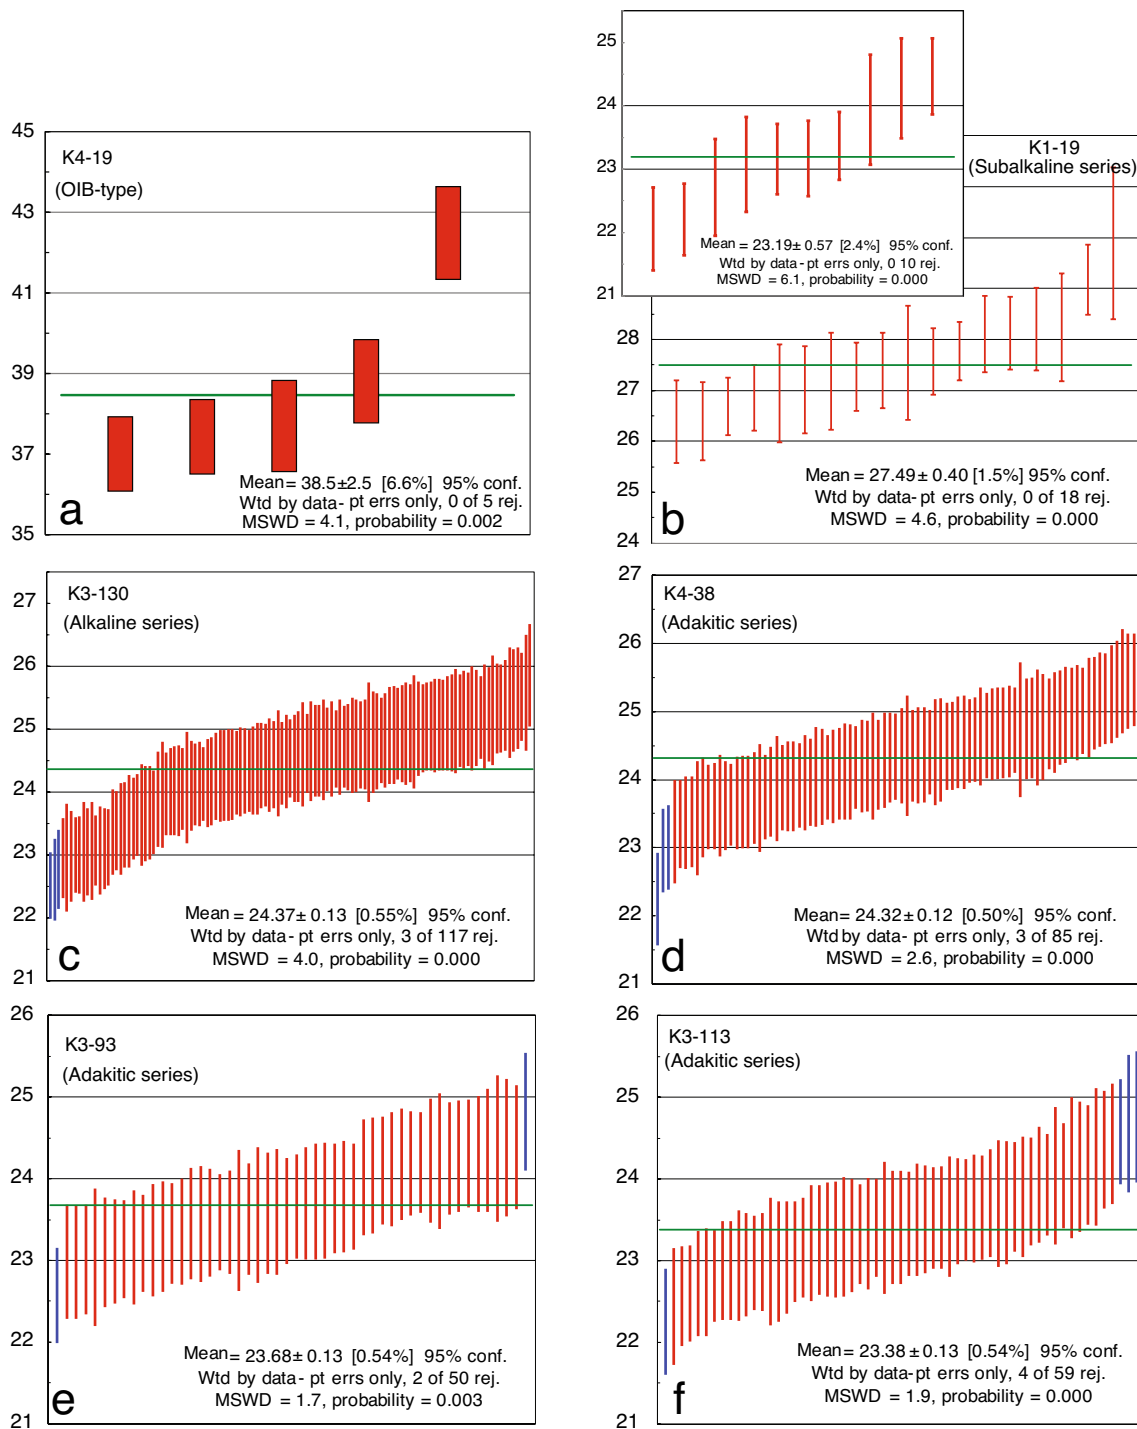 45
43
41
39
37
35
K4-19
(OIB-type)
Mean = 38.5±2.5 [6.6%] 95% conf.
Wtd by data- pt errs only, 0 of 5 rej.
MSWD = 4.1, probability = 0.002
a
25
24
23
22
21
Mean = 23.19± 0.57 [2.4%] 95% conf.
Wtd by data-pt errs only, 0 10 rej.
MSWD = 6.1, probability = 0.000
K1-19
(Subalkaline series)
28
27
26
25
24
Mean = 27.49± 0.40 [1.5%] 95% conf.
Wtd by data- pt errs only, 0 of 18 rej.
MSWD = 4.6, probability = 0.000
b
27
26
25
24
23
22
21
K3-130
(Alkaline series)
Mean = 24.37± 0.13 [0.55%] 95% conf.
Wtd by data- pt errs only, 3 of 117 rej.
MSWD = 4.0, probability = 0.000
c
27
26
25
24
23
22
21
K4-38
(Adakitic series)
Mean = 24.32± 0.12 [0.50%] 95% conf.
Wtd by data- pt errs only, 3 of 85 rej.
MSWD = 2.6, probability = 0.000
d
26
25
24
23
22
21
K3-93
(Adakitic series)
Mean = 23.68± 0.13 [0.54%] 95% conf.
Wtd by data- pt errs only, 2 of 50 rej.
MSWD = 1.7, probability = 0.003
e
26
25
24
23
22
21
K3-113
(Adakitic series)
Mean = 23.38 ± 0.13 [0.54%] 95% conf.
Wtd by data- pt errs only, 4 of 59 rej.
MSWD = 1.9, probability = 0.000
f